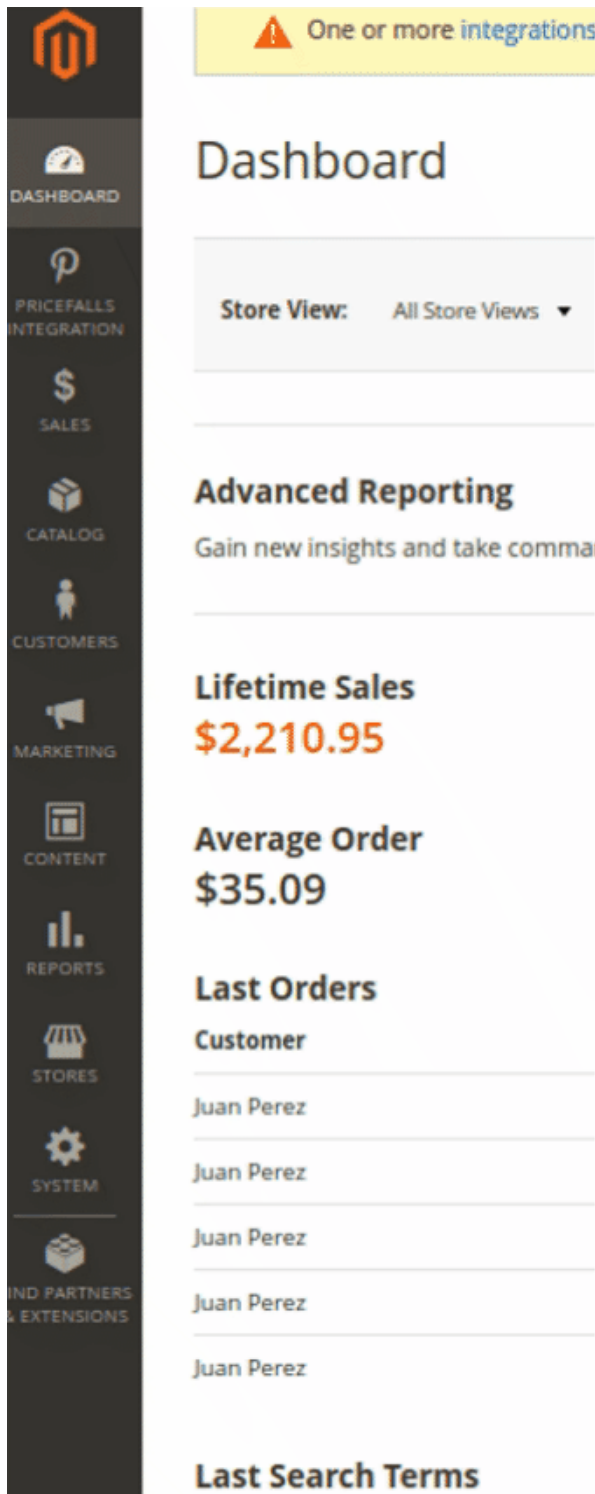 One or more integrations
Dashboard
DASHBOARD
PRICEFALLS
INTEGRATION
Store View: All Store Views
SALES
Advanced Reporting
CATALOG
Gain new insights and take
CUSTOMERS
Lifetime Sales
$2,210.95
MARKETING
Average Order
CONTENT
$35.09
REPORTS
Last Orders
Customer
STORES
Juan Perez
Juan Perez
SYSTEM
Juan Perez
PARTNERS
Juan Perez
& EXTENSIONS
Juan Perez
Last Search Terms